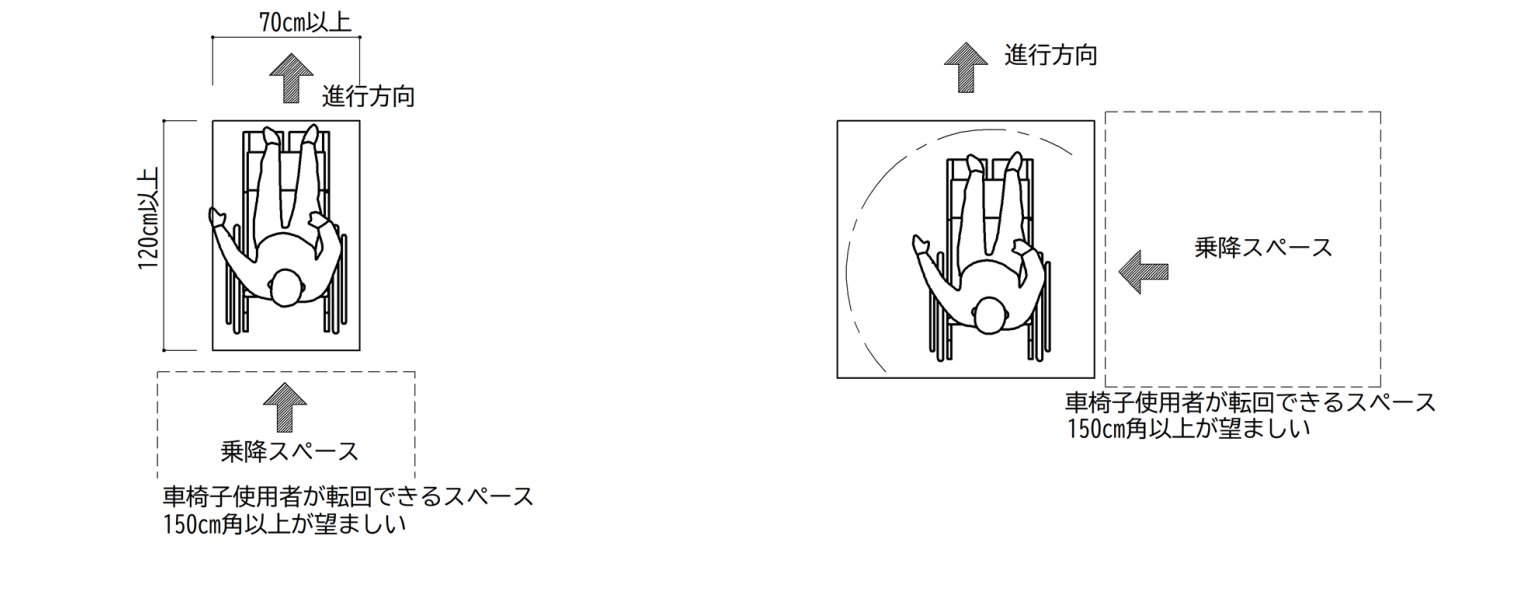 70cm以上
進行方向
120cm以上
乗降スペース
車椅子使用者が転回できるスペース
150cm角以上が望ましい
進行方向
乗降スペース
車椅子使用者が転回できるスペース
150cm角以上が望ましい